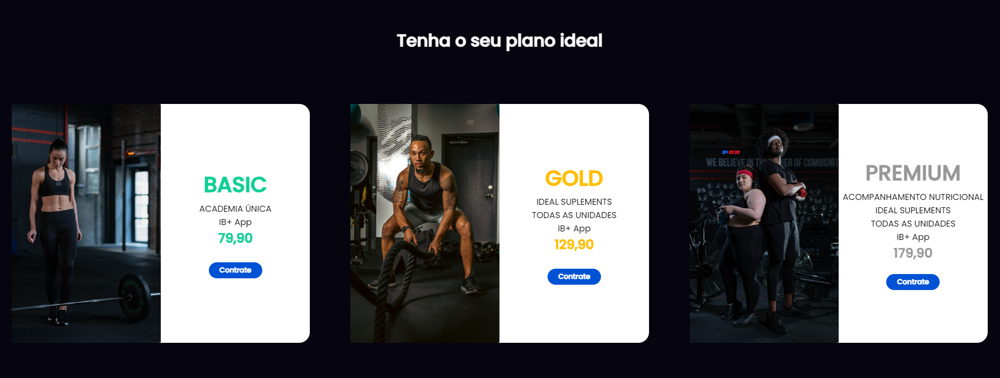 Tenha o seu plano ideal
BASIC
ACADEMIA ÚNICA
IB+ App
79,90
Contrate
GOLD
IDEAL SUPLEMENTS
TODAS AS UNIDADES
IB+ App
129,90
Contrate
04 00:00
WE BELIEVE IN TH ER OF COMMUNIT
PREMIUM
ACOMPANHAMENTO NUTRICIONAL
IDEAL SUPLEMENTS
TODAS AS UNIDADES
IB+ App
179,90
Contrate